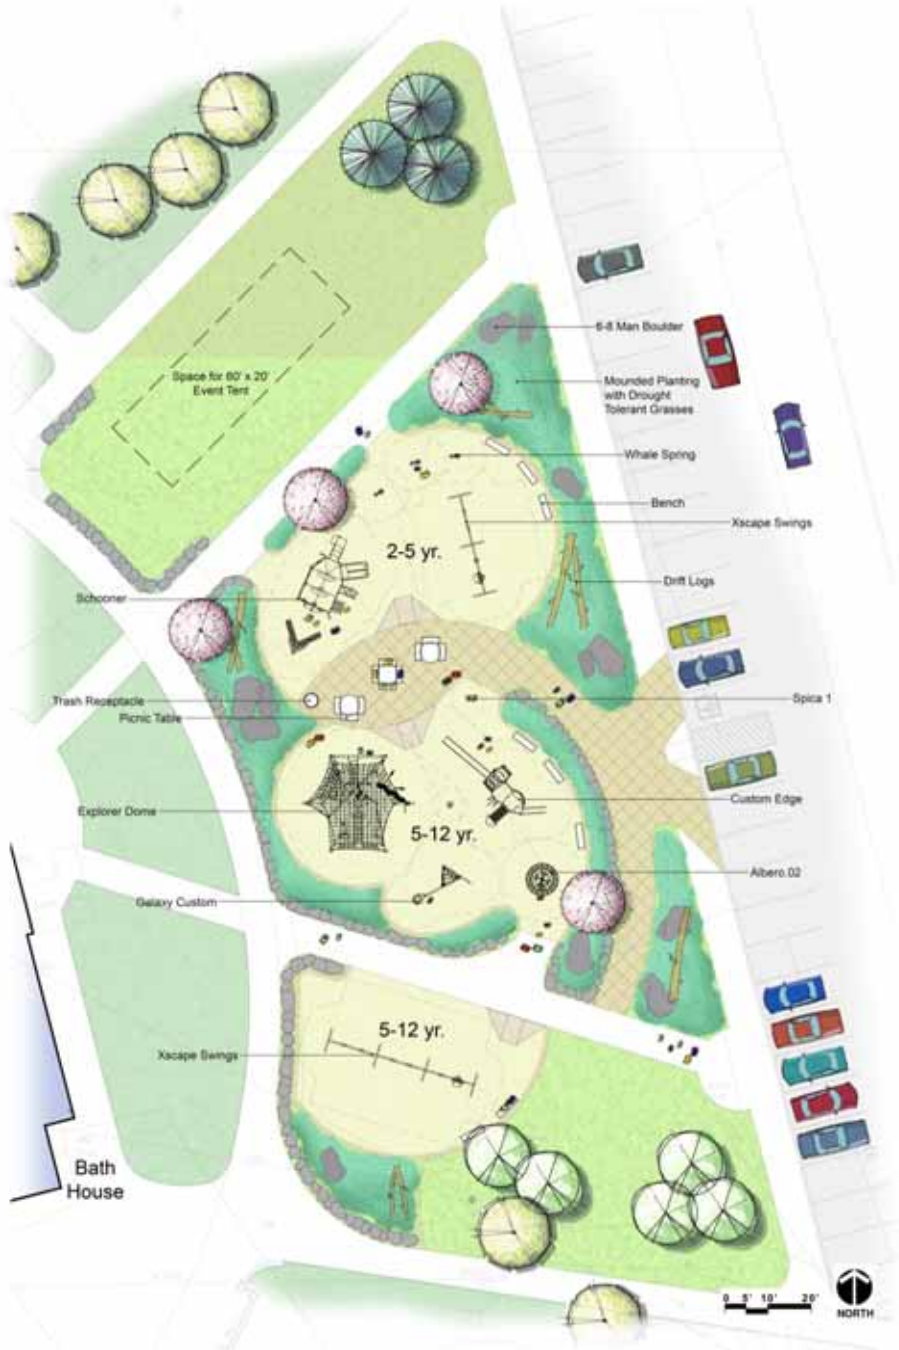 6-8 Man Boulder
Space for 60' x 20'
Event Tent
Mounded Planting
with Drought
Tolerant Grasses
Whale Spring
Bench
Xscape Swings
2-5 yr.
Drift Logs
Schooner
Trash Receptacle
Spica 1
Picnic Table
Custom Edge
Explorer Dome
5-12 yr.
Albero.02
Galaxy Custom
5-12 yr.
Xscape Swings
Bath
House
0 5' 10' 20'
NORTH